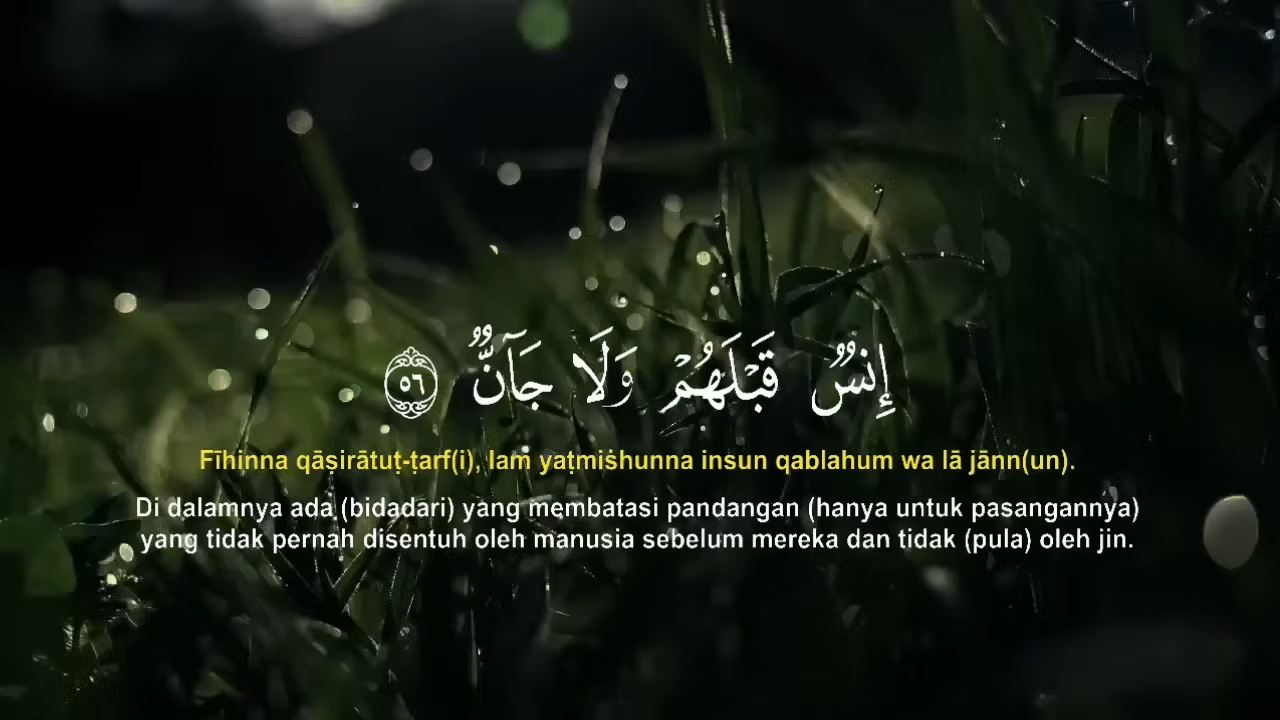 إِنسٌ قَبْلَهُمْ وَلَا جَآنٌّ ٥٦
Fīhinna qāṣirātuṭ-ṭarf(i), lam yaṭmiṡhunna insun qablahum wa lā jānn(un).
Di dalamnya ada (bidadari) yang membatasi pandangan (hanya untuk pasangannya)
yang tidak pernah disentuh oleh manusia sebelum mereka dan tidak (pula) oleh jin.